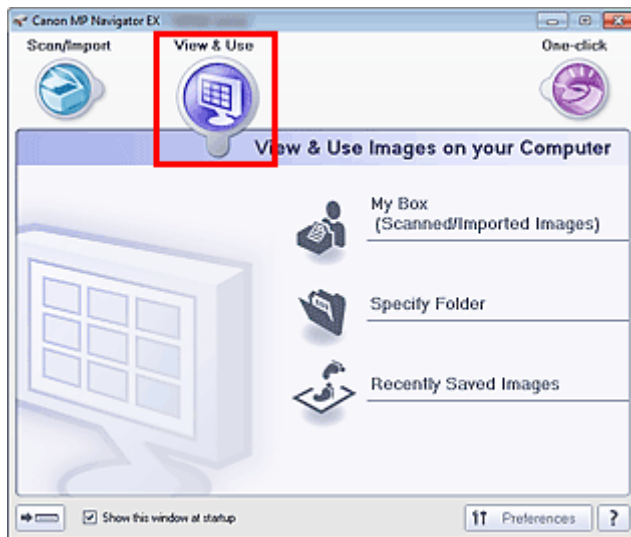 Canon MP Navigator EX
Scan/Import
View & Use
One-click
View & Use Images on your Computer
My Box
(Scanned/Imported Images)
Specify Folder
Recently Saved Images
Show this window at startup
Preferences
?